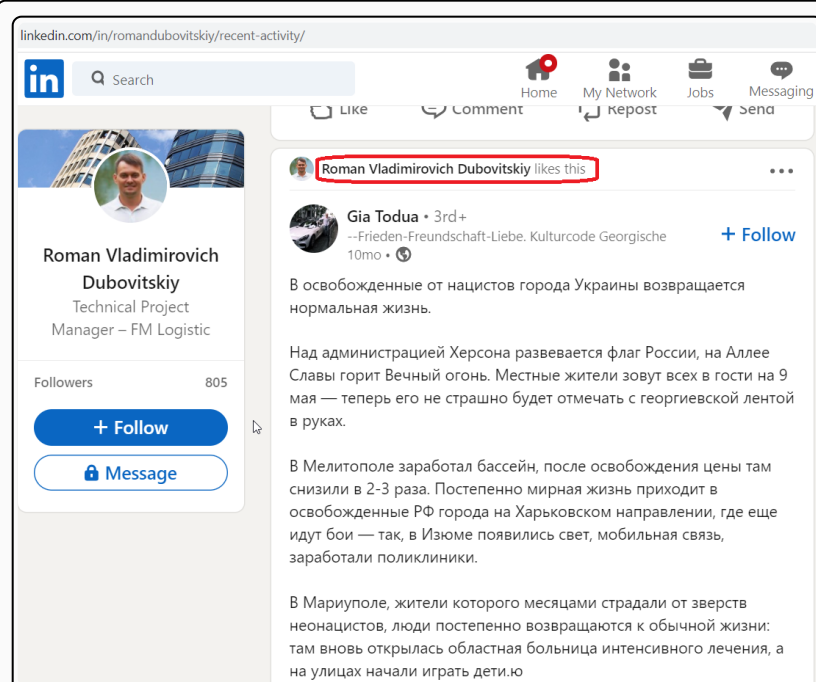 linkedin.com/in/romandubovitskiy/recent-activity/
in
Search
Home
My Network
Jobs
Messaging
Like
Comment
Repost
Send
Roman Vladimirovich Dubovitskiy likes this
Gia Todua • 3rd+
--Frieden-Freundschaft-Liebe. Kulturcode Georgische
10mo •
+ Follow
Roman Vladimirovich
Dubovitskiy
Technical Project
Manager – FM Logistic
Followers 805
+ Follow
Message
В освобожденные от нацистов города Украины возвращается
нормальная жизнь.
Над администрацией Херсона развевается флаг России, на Аллее
Славы горит Вечный огонь. Местные жители зовут всех в гости на 9
мая — теперь его не страшно будет отмечать с георгиевской лентой
в руках.
В Мелитополе заработал бассейн, после освобождения цены там
снизили в 2-3 раза. Постепенно мирная жизнь приходит в
освобожденные РФ города на Харьковском направлении, где еще
идут бои — так, в Изюме появились свет, мобильная связь,
заработали поликлиники.
В Мариуполе, жители которого месяцами страдали от зверств
неонацистов, люди постепенно возвращаются к обычной жизни:
там вновь открылась областная больница интенсивного лечения, а
на улицах начали играть дети.ю